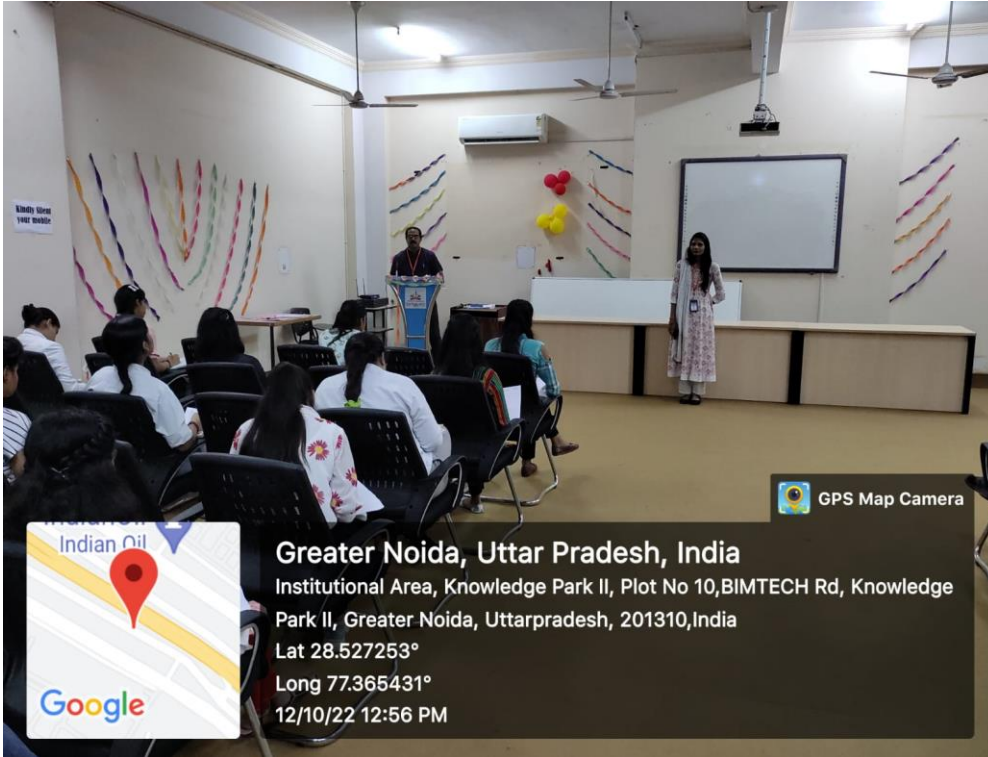 Kindly Silent
your mobile
GPS Map Camera
Indian Oil
Google
Greater Noida, Uttar Pradesh, India
Institutional Area, Knowledge Park II, Plot No 10,BIMTECH Rd, Knowledge
Park II, Greater Noida, Uttarpradesh, 201310,India
Lat 28.527253°
Long 77.365431°
12/10/22 12:56 PM